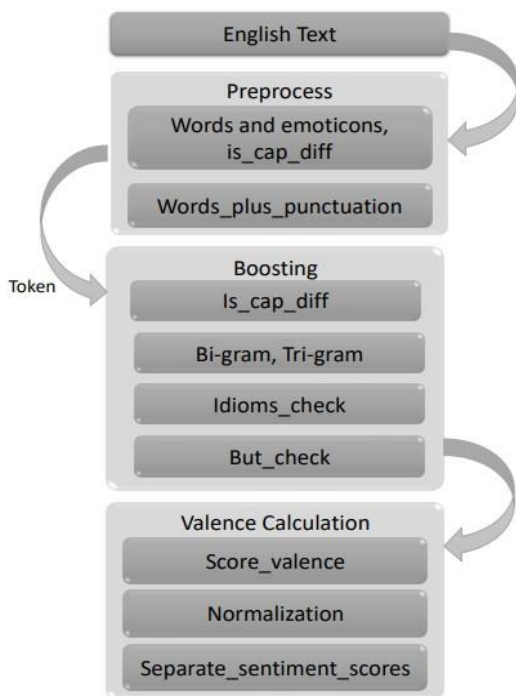 English Text
Preprocess
Words and emoticons,
is_cap_diff
Words_plus_punctuation
Token
Boosting
Is_cap_diff
Bi-gram, Tri-gram
Idioms_check
But_check
Valence Calculation
Score_valence
Normalization
Separate_sentiment_scores